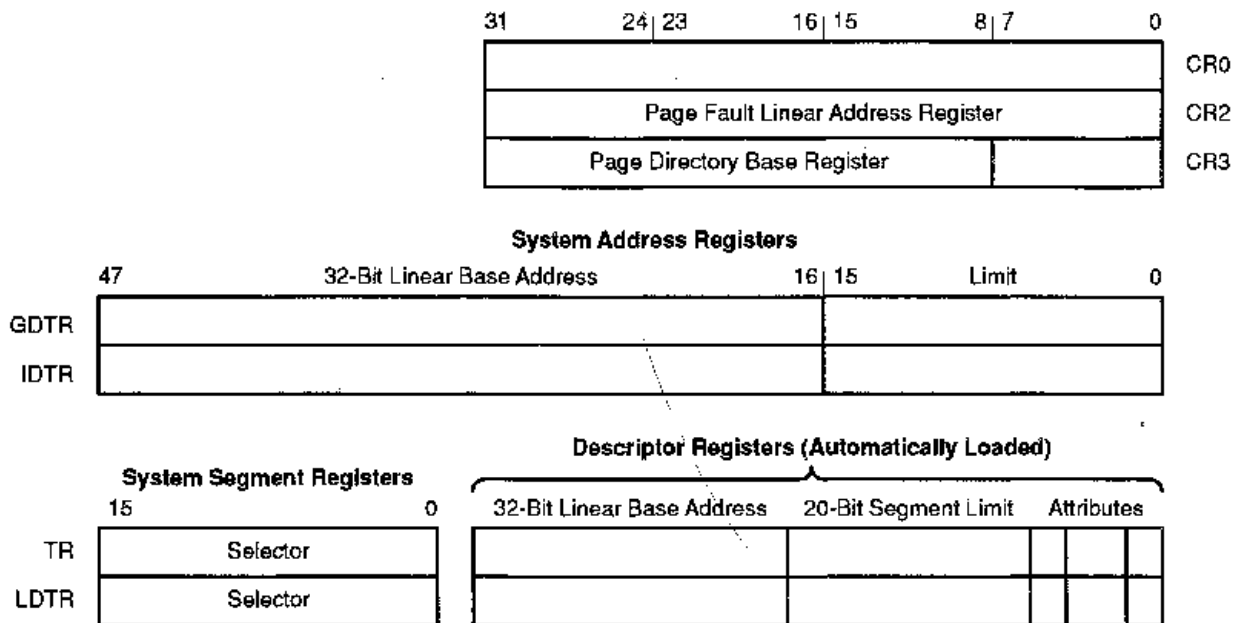 31 24 23 16 15 8 7 0
CR0
Page Fault Linear Address Register CR2
Page Directory Base Register CR3
System Address Registers
47 32-Bit Linear Base Address 16 15 Limit 0
GDTR
IDTR
Descriptor Registers (Automatically Loaded)
System Segment Registers
15 0 32-Bit Linear Base Address 20-Bit Segment Limit Attributes
TR Selector
LDTR Selector